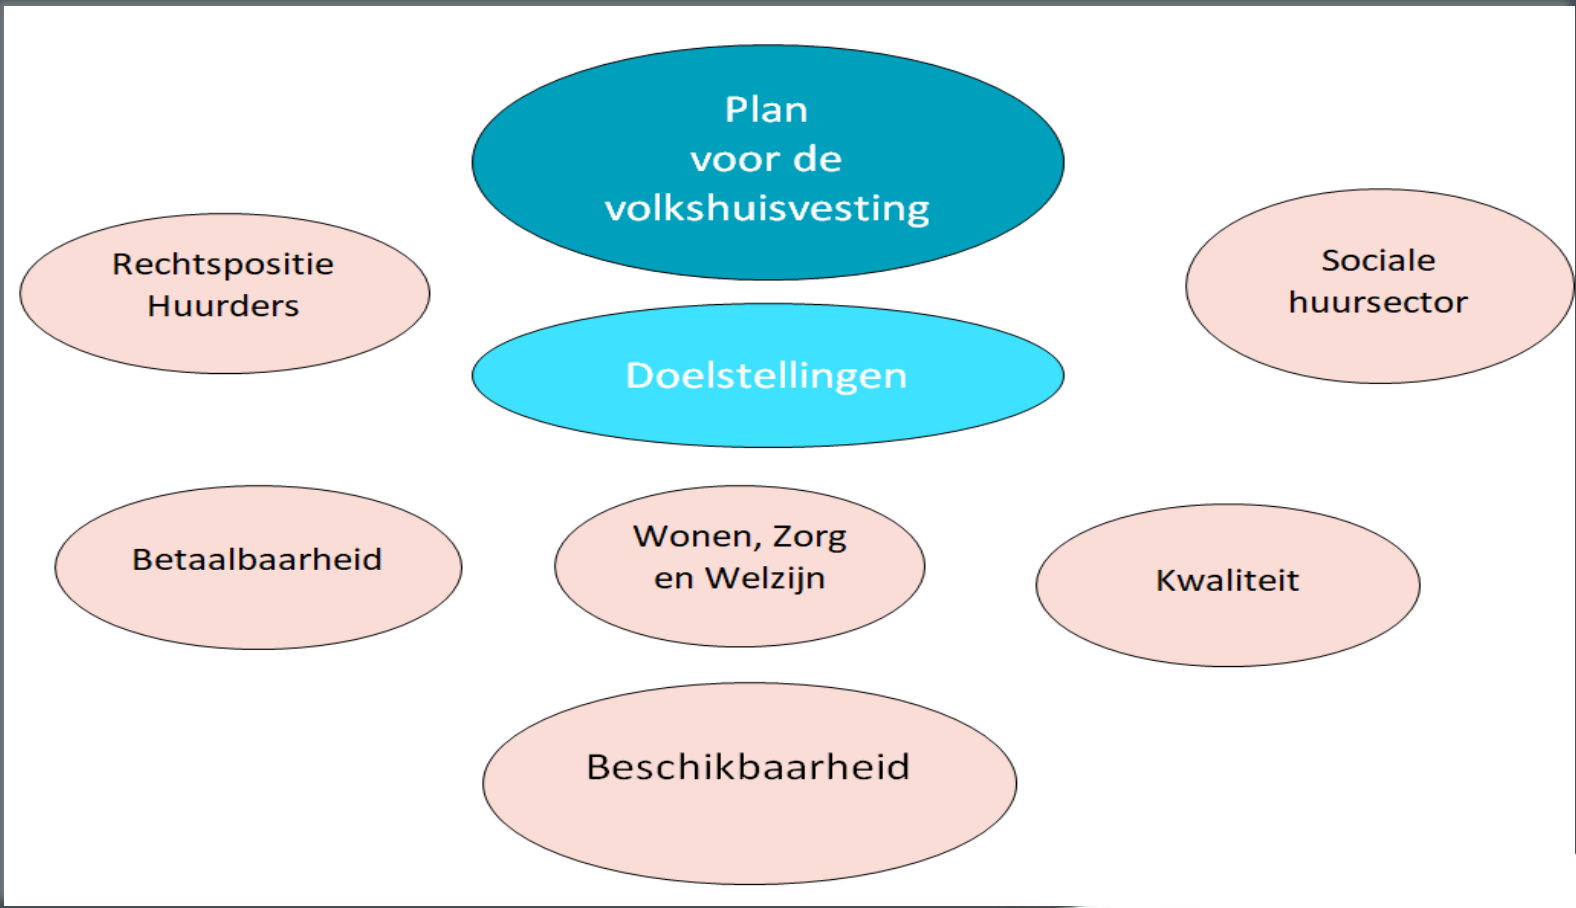 Plan
voor de
volkshuisvesting
Rechtspositie
Huurders
Sociale
huursector
Doelstellingen
Betaalbaarheid
Wonen, Zorg
en Welzijn
Kwaliteit
Beschikbaarheid